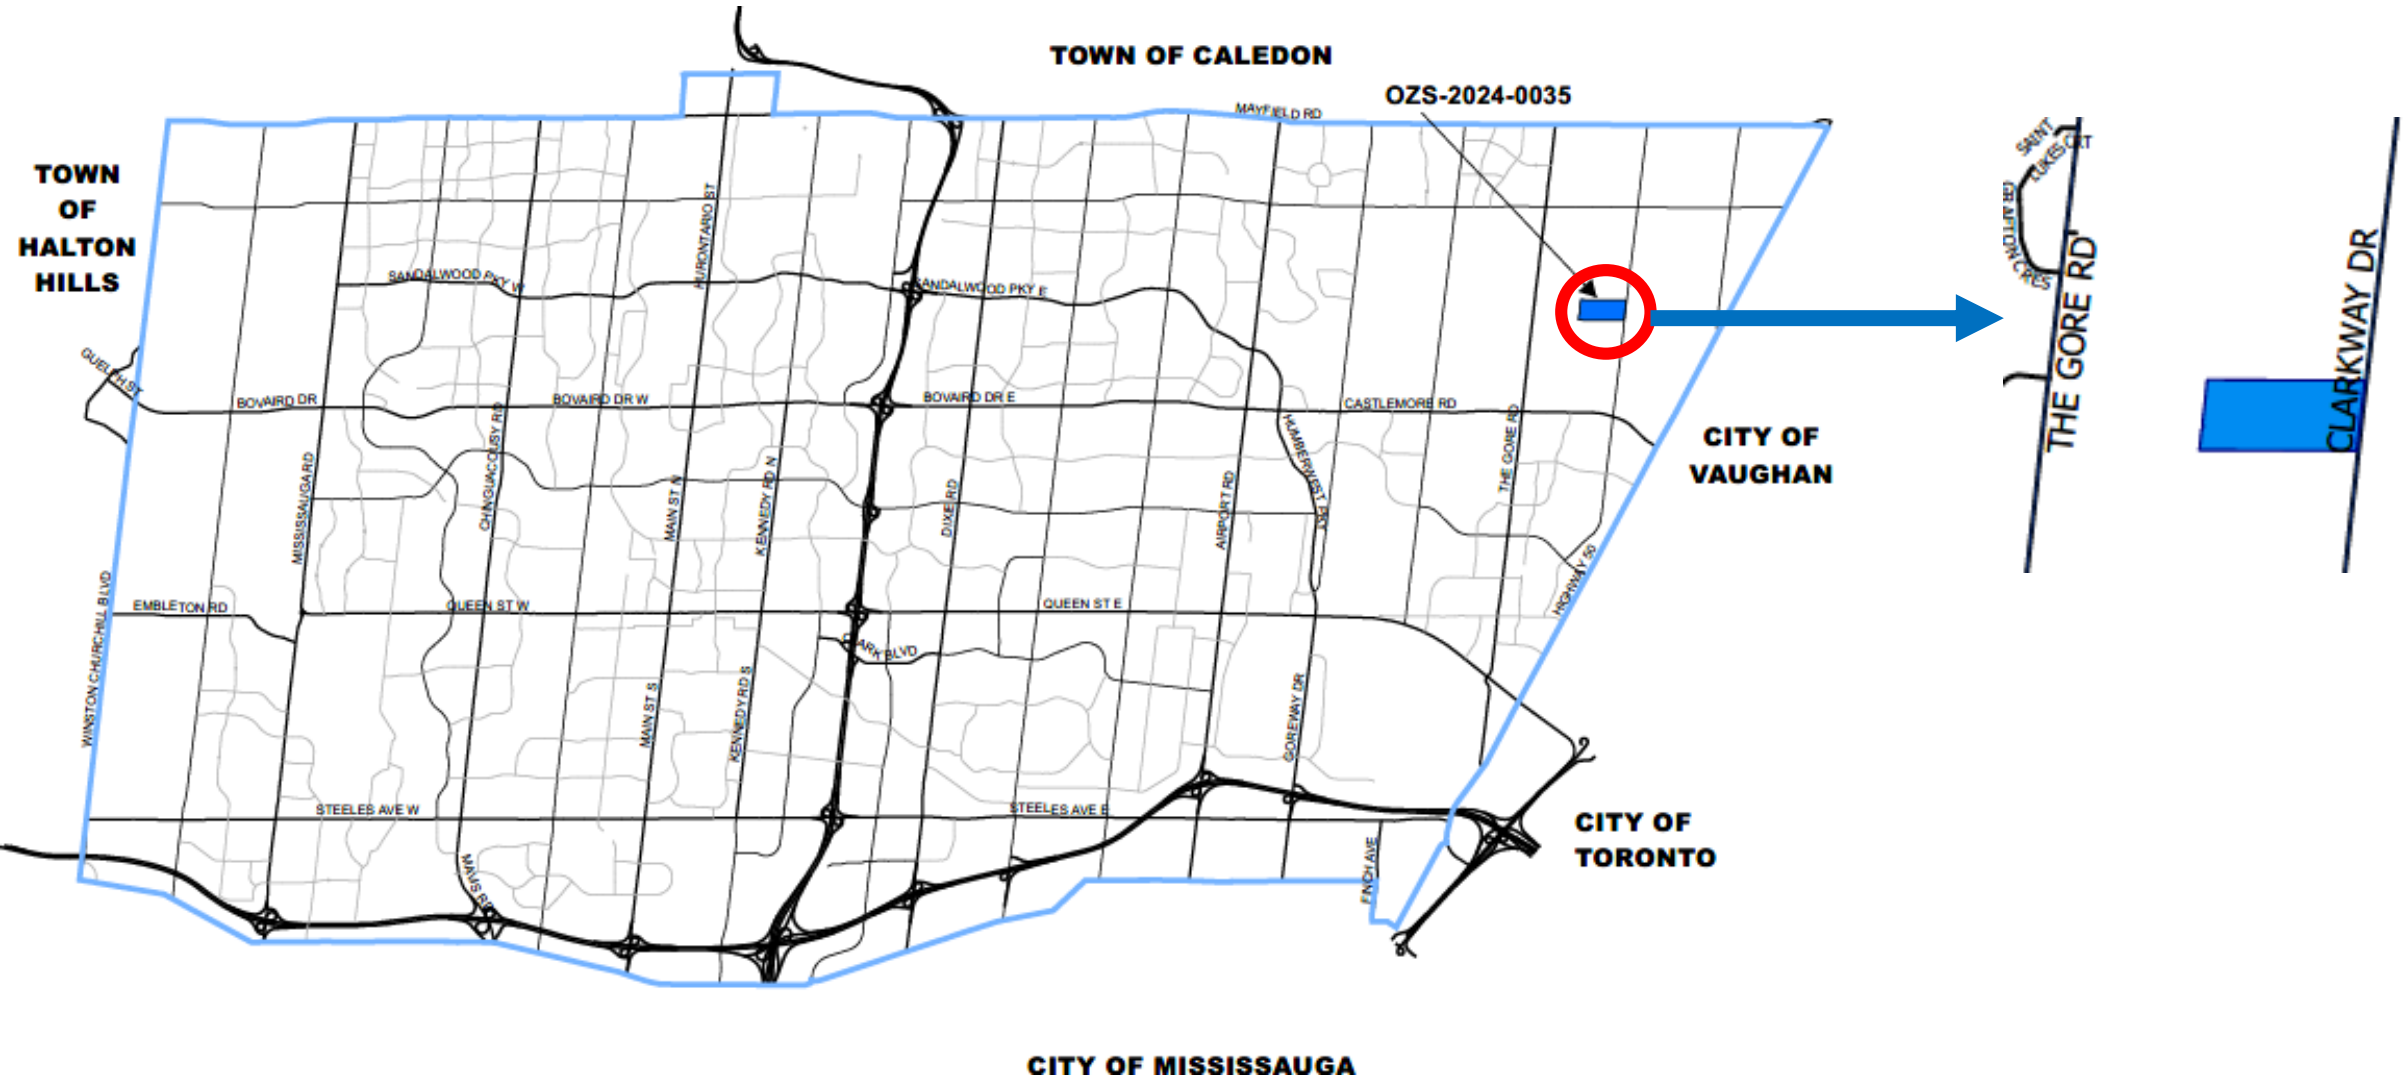 TOWN OF CALEDON
OZS-2024-0035
MAYFIELD RD
TOWN
OF
HALTON
HILLS
SAINT
LUKES CRT
GRAPTON CRES
THE GORE RD
CLARKWAY DR
HURONTARIO ST
SANDALWOOD PKY W
SANDALWOOD PKY E
GUELPH ST
BOVAIRD DR
BOVAIRD DR W
BOVAIRD DR E
CASTLEMORE RD
CITY OF
VAUGHAN
MISSISSAUGA RD
CHINGUACOUSY RD
MAIN ST N
KENNEDY RD N
DIXIE RD
AIRPORT RD
HUMBERWEST PKY
THE GORE RD
HIGHWAY 50
WINSTON CHURCHILL BLVD
EMBLETON RD
QUEEN ST W
QUEEN ST E
CLARK BLVD
MAIN ST S
KENNEDY RD S
GOREWAY DR
STEELES AVE W
STEELES AVE E
MAVIS RD
FINCH AVE
CITY OF
TORONTO
CITY OF MISSISSAUGA